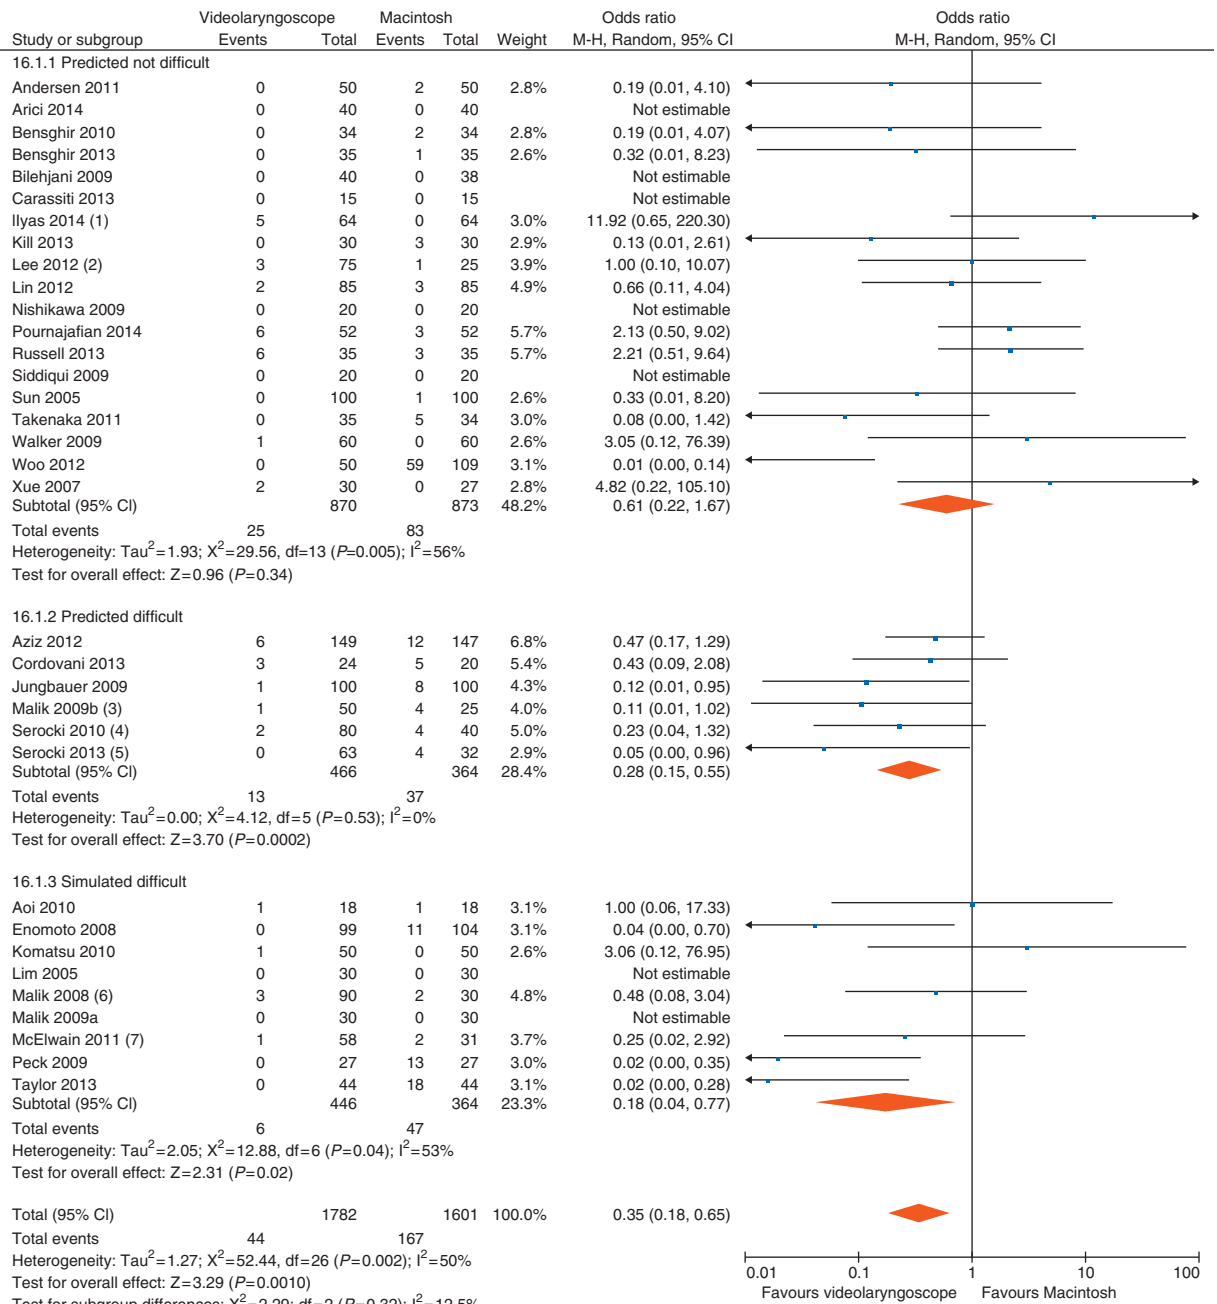 Videolaryngoscope Macintosh Odds ratio Odds ratio
Study or subgroup Events Total Events Total Weight M-H, Random, 95% CI M-H, Random, 95% CI
16.1.1 Predicted not difficult
Andersen 2011 0 50 2 50 2.8% 0.19 (0.01, 4.10)
Arici 2014 0 40 0 40 Not estimable
Bensghir 2010 0 34 2 34 2.8% 0.19 (0.01, 4.07)
Bensghir 2013 0 35 1 35 2.6% 0.32 (0.01, 8.23)
Bilehjani 2009 0 40 0 38 Not estimable
Carassiti 2013 0 15 0 15 Not estimable
Ilyas 2014 (1) 5 64 0 64 3.0% 11.92 (0.65, 220.30)
Kill 2013 0 30 3 30 2.9% 0.13 (0.01, 2.61)
Lee 2012 (2) 3 75 1 25 3.9% 1.00 (0.10, 10.07)
Lin 2012 2 85 3 85 4.9% 0.66 (0.11, 4.04)
Nishikawa 2009 0 20 0 20 Not estimable
Pournajafian 2014 6 52 3 52 5.7% 2.13 (0.50, 9.02)
Russell 2013 6 35 3 35 5.7% 2.21 (0.51, 9.64)
Siddiqui 2009 0 20 0 20 Not estimable
Sun 2005 0 100 1 100 2.6% 0.33 (0.01, 8.20)
Takenaka 2011 0 35 5 34 3.0% 0.08 (0.00, 1.42)
Walker 2009 1 60 0 60 2.6% 3.05 (0.12, 76.39)
Woo 2012 0 50 59 109 3.1% 0.01 (0.00, 0.14)
Xue 2007 2 30 0 27 2.8% 4.82 (0.22, 105.10)
Subtotal (95% CI) 870 873 48.2% 0.61 (0.22, 1.67)
Total events 25 83
Heterogeneity: Tau²=1.93; X²=29.56, df=13 (P=0.005); I²=56%
Test for overall effect: Z=0.96 (P=0.34)
16.1.2 Predicted difficult
Aziz 2012 6 149 12 147 6.8% 0.47 (0.17, 1.29)
Cordovani 2013 3 24 5 20 5.4% 0.43 (0.09, 2.08)
Jungbauer 2009 1 100 8 100 4.3% 0.12 (0.01, 0.95)
Malik 2009b (3) 1 50 4 25 4.0% 0.11 (0.01, 1.02)
Serocki 2010 (4) 2 80 4 40 5.0% 0.23 (0.04, 1.32)
Serocki 2013 (5) 0 63 4 32 2.9% 0.05 (0.00, 0.96)
Subtotal (95% CI) 466 364 28.4% 0.28 (0.15, 0.55)
Total events 13 37
Heterogeneity: Tau²=0.00; X²=4.12, df=5 (P=0.53); I²=0%
Test for overall effect: Z=3.70 (P=0.0002)
16.1.3 Simulated difficult
Aoi 2010 1 18 1 18 3.1% 1.00 (0.06, 17.33)
Enomoto 2008 0 99 11 104 3.1% 0.04 (0.00, 0.70)
Komatsu 2010 1 50 0 50 2.6% 3.06 (0.12, 76.95)
Lim 2005 0 30 0 30 Not estimable
Malik 2008 (6) 3 90 2 30 4.8% 0.48 (0.08, 3.04)
Malik 2009a 0 30 0 30 Not estimable
McElwain 2011 (7) 1 58 2 31 3.7% 0.25 (0.02, 2.92)
Peck 2009 0 27 13 27 3.0% 0.02 (0.00, 0.35)
Taylor 2013 0 44 18 44 3.1% 0.02 (0.00, 0.28)
Subtotal (95% CI) 446 364 23.3% 0.18 (0.04, 0.77)
Total events 6 47
Heterogeneity: Tau²=2.05; X²=12.88, df=6 (P=0.04); I²=53%
Test for overall effect: Z=2.31 (P=0.02)
Total (95% CI) 1782 1601 100.0% 0.35 (0.18, 0.65)
Total events 44 167
Heterogeneity: Tau²=1.27; X²=52.44, df=26 (P=0.002); I²=50%
Test for overall effect: Z=3.29 (P=0.0010)
Test for subgroup differences: X²=2.29; df=2 (P=0.32); I²=12.5%
0.01 0.1 1 10 100
Favours videolaryngoscope Favours Macintosh